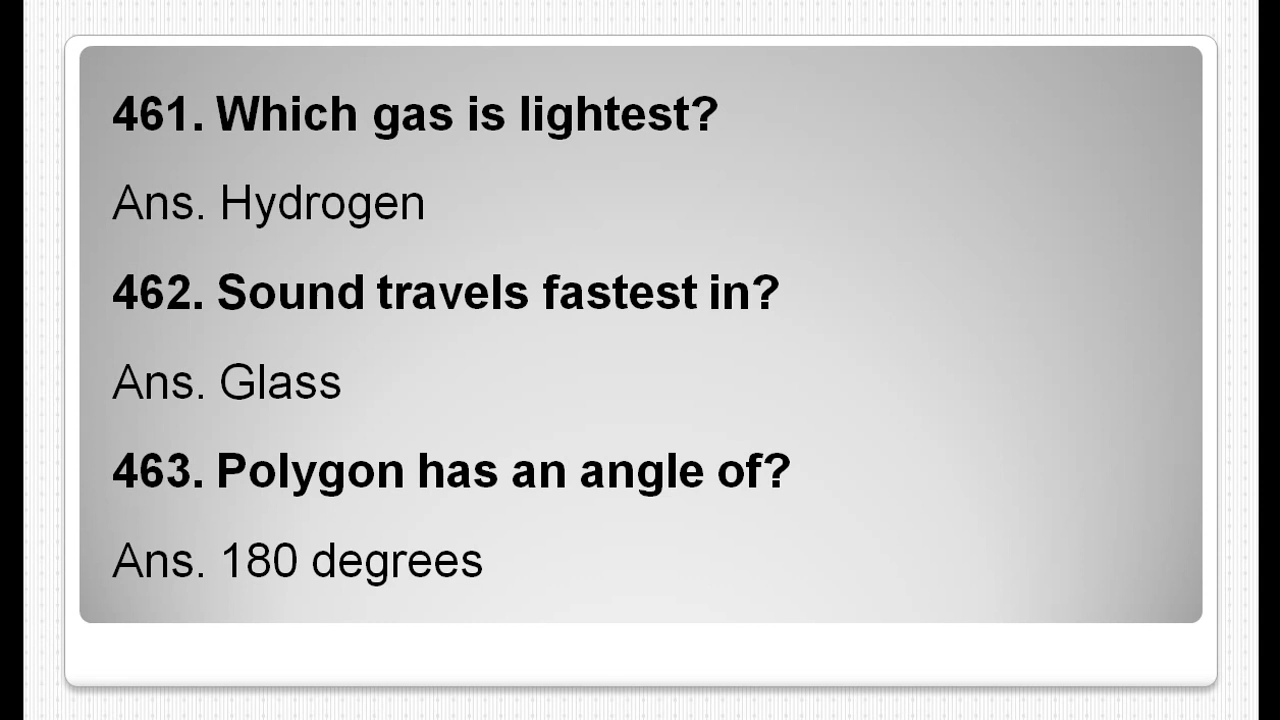 461. Which gas is lightest?
Ans. Hydrogen
462. Sound travels fastest in?
Ans. Glass
463. Polygon has an angle of?
Ans. 180 degrees